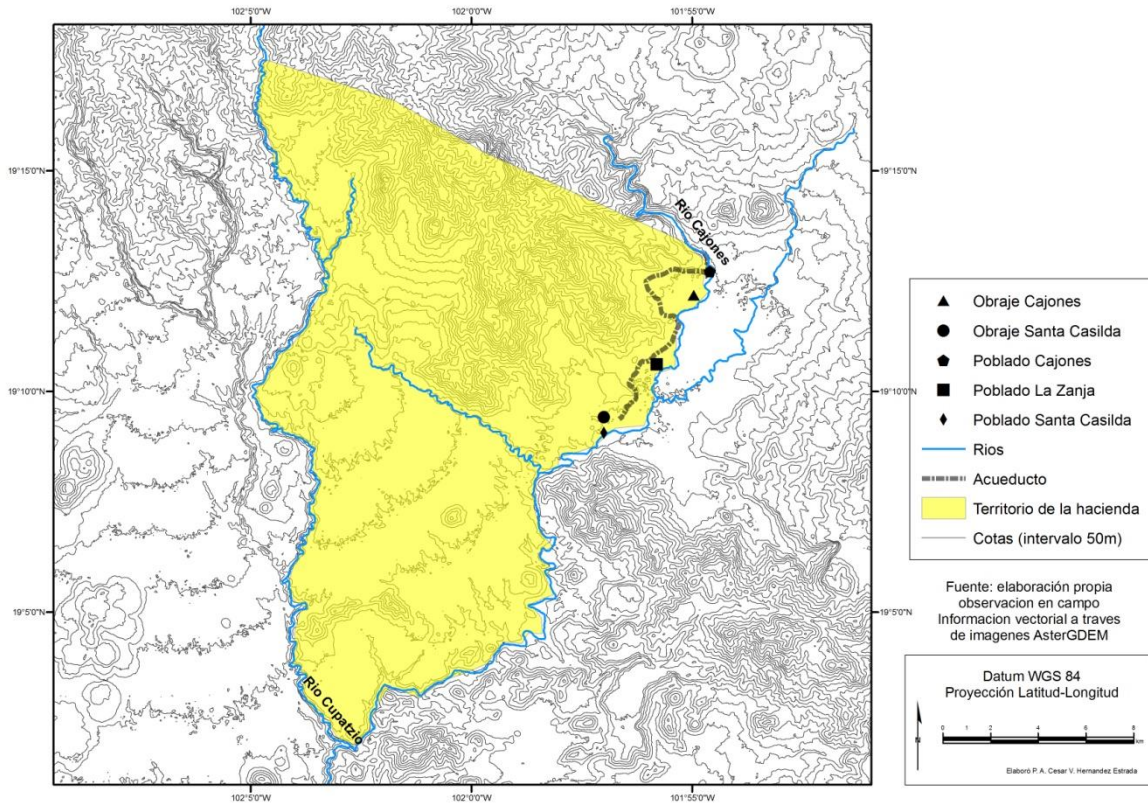 102°5'0"W
102°0'0"W
101°55'0"W
19°15'0"N
19°15'0"N
Rio Cajones
19°10'0"N
19°10'0"N
19°5'0"N
19°5'0"N
Rio Cupatzio
102°5'0"W
102°0'0"W
101°55'0"W
Obraje Cajones
Obraje Santa Casilda
Poblado Cajones
Poblado La Zanja
Poblado Santa Casilda
Rios
Acueducto
Territorio de la hacienda
Cotas (intervalo 50m)
Fuente: elaboración propia
observacion en campo
Informacion vectorial a traves
de imagenes AsterGDEM
Datum WGS 84
Proyección Latitud-Longitud
N
0 2 4 6 8
km
Elaboró P. A. Cesar V. Hernandez Estrada